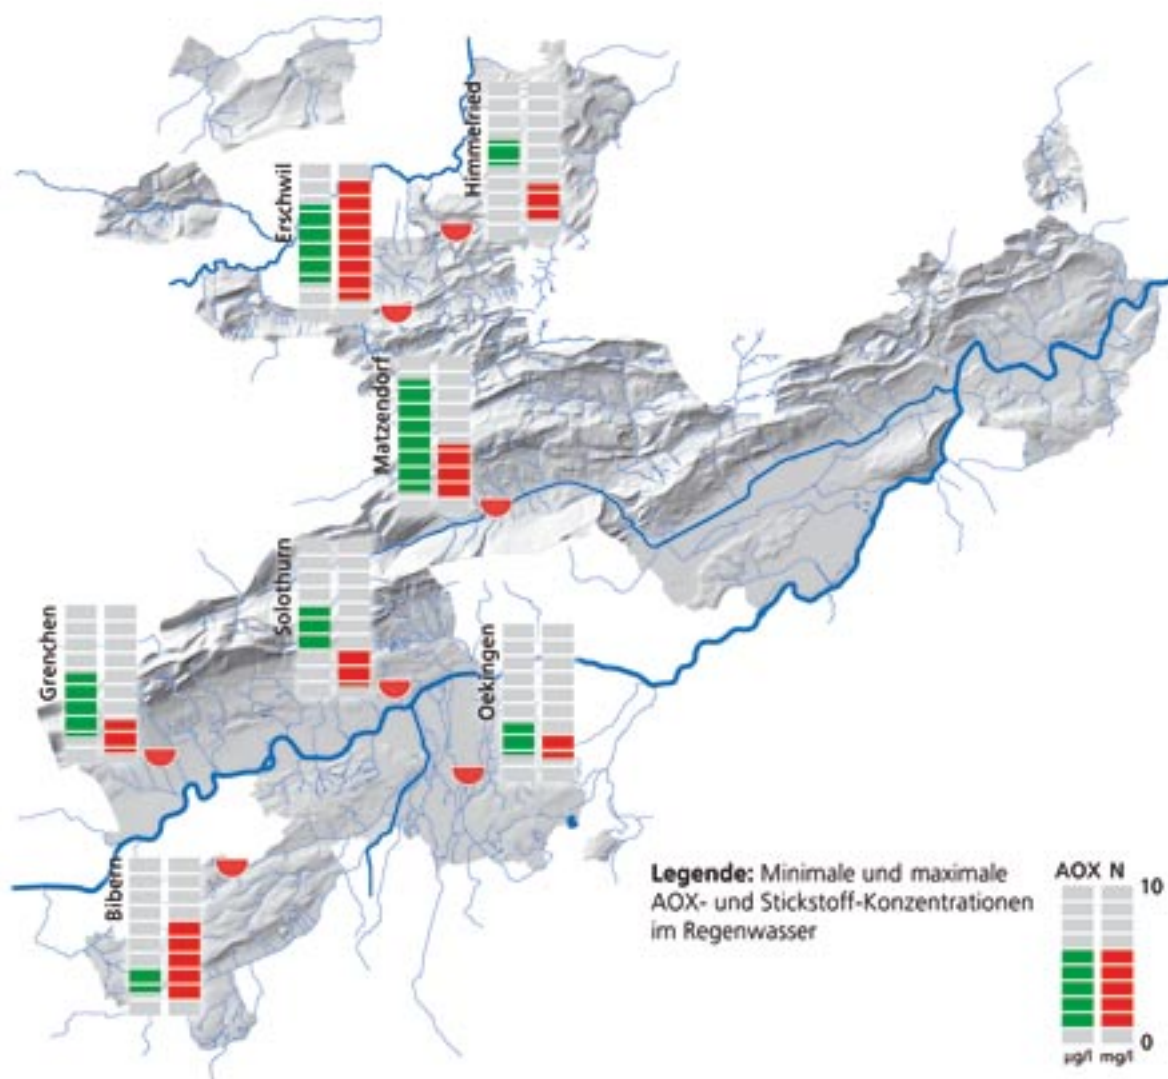 Himmelried
Erschwil
Matzendorf
Solothurn
Grenchen
Oekingen
Bibern
Legende: Minimale und maximale
AOX- und Stickstoff-Konzentrationen
im Regenwasser
AOX N
10
0
µg/l mg/l